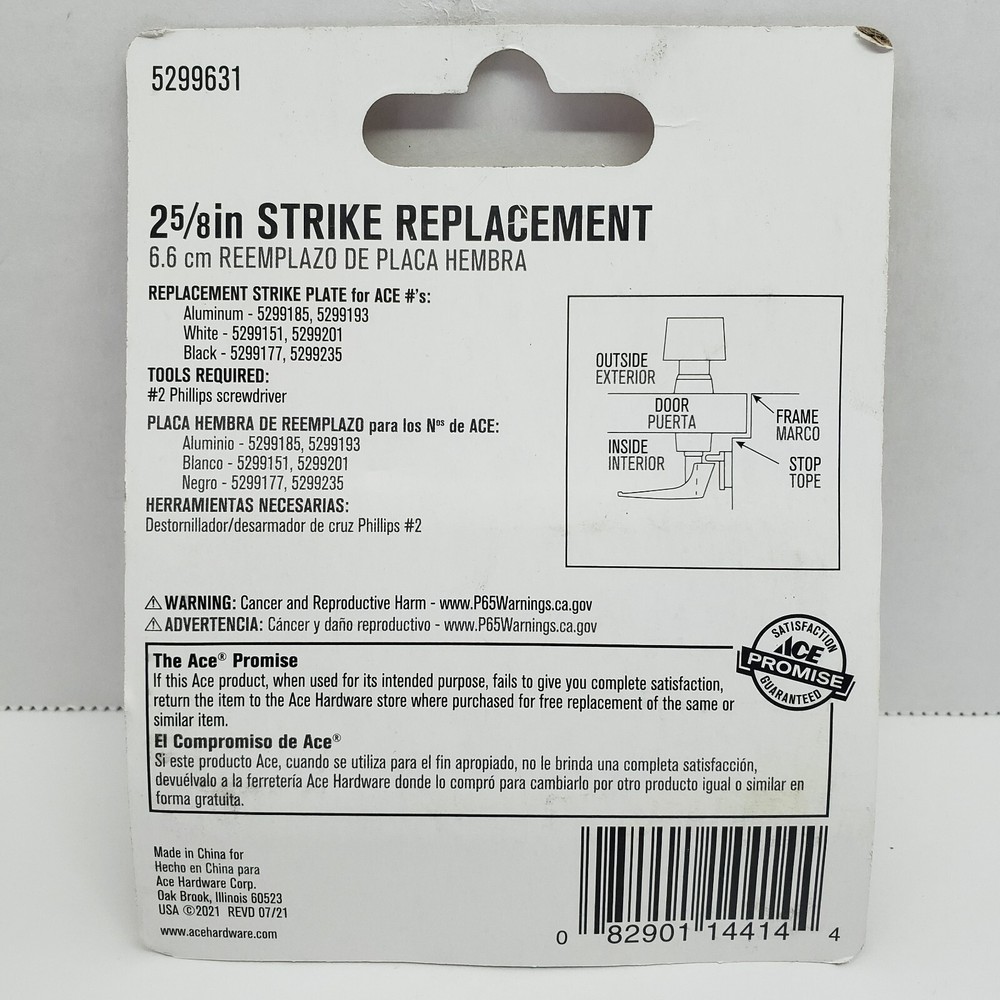 5299631
2 5/8in STRIKE REPLACEMENT
6.6 cm REEMPLAZO DE PLACA HEMBRA
REPLACEMENT STRIKE PLATE for ACE #'s:
Aluminum - 5299185, 5299193
White - 5299151, 5299201
Black - 5299177, 5299235
TOOLS REQUIRED:
#2 Phillips screwdriver
PLACA HEMBRA DE REEMPLAZO para los Nos de ACE:
Aluminio - 5299185, 5299193
Blanco - 5299151, 5299201
Negro - 5299177, 5299235
HERRAMIENTAS NECESARIAS:
Destornillador/desarmador de cruz Phillips #2
OUTSIDE
EXTERIOR
DOOR
PUERTA
FRAME
MARCO
INSIDE
INTERIOR
STOP
TOPE
⚠ WARNING: Cancer and Reproductive Harm - www.P65Warnings.ca.gov
⚠ ADVERTENCIA: Cáncer y daño reproductivo - www.P65Warnings.ca.gov
SATISFACTION
ACE
PROMISE
GUARANTEED
The Ace® Promise
If this Ace product, when used for its intended purpose, fails to give you complete satisfaction,
return the item to the Ace Hardware store where purchased for free replacement of the same or
similar item.
El Compromiso de Ace®
Si este producto Ace, cuando se utiliza para el fin apropiado, no le brinda una completa satisfacción,
devuélvalo a la ferretería Ace Hardware donde lo compró para cambiarlo por otro producto igual o similar en
forma gratuita.
Made in China for
Hecho en China para
Ace Hardware Corp.
Oak Brook, Illinois 60523
USA ©2021 REVD 07/21
www.acehardware.com
0 82901 14414 4